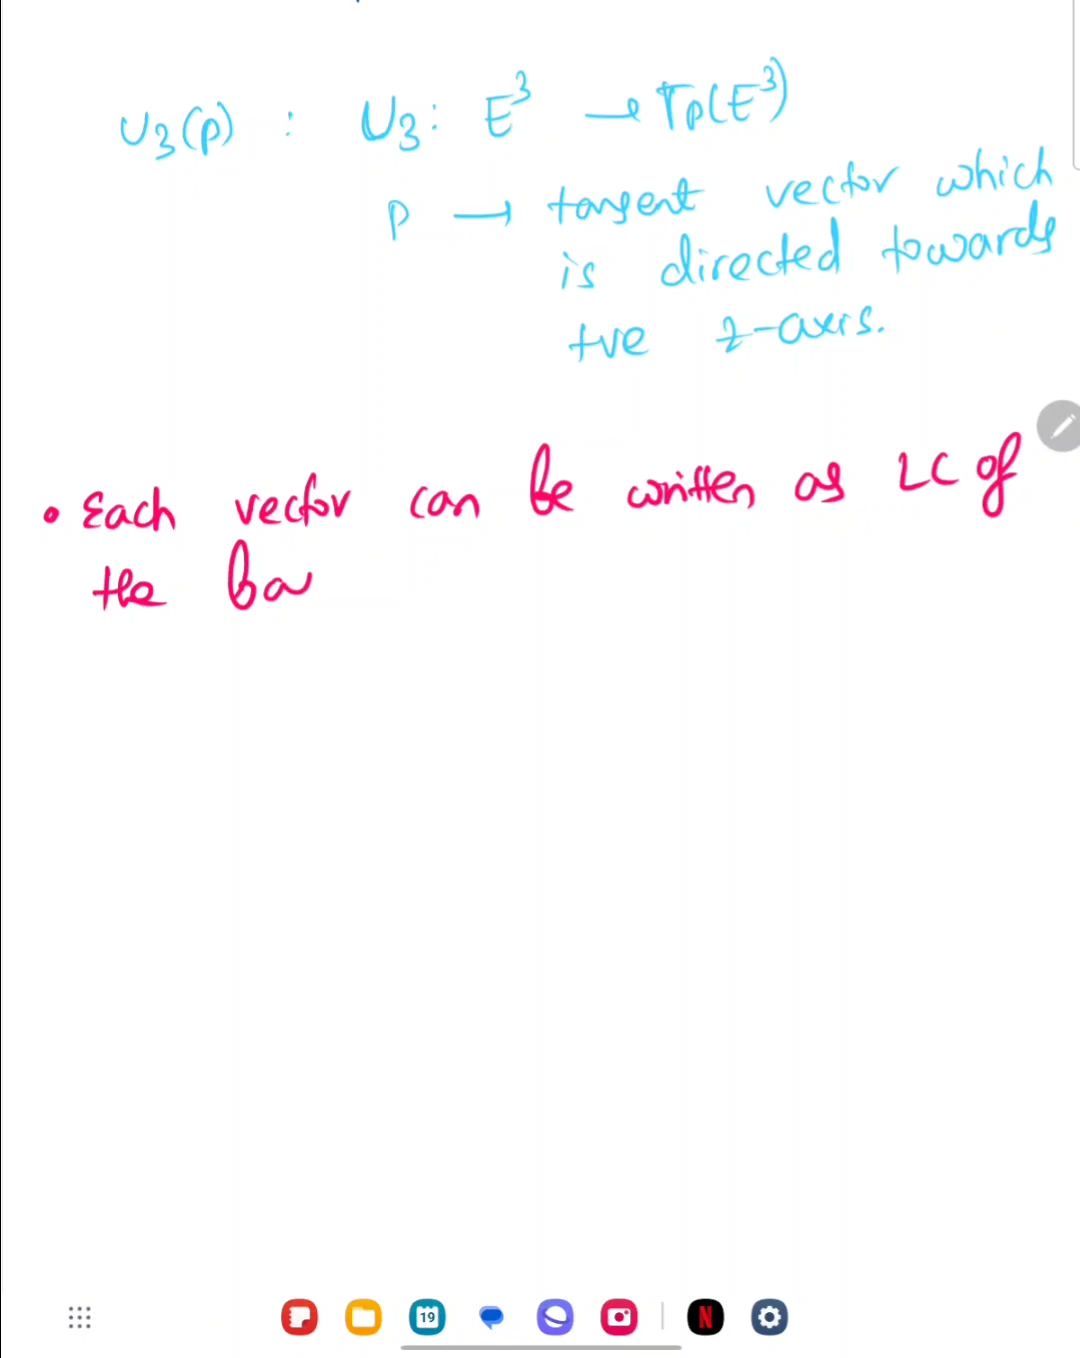 U₃(p) : U₃: E³ → Tp(E³)
p → tangent vector which
is directed towards
+ve z-axis.
• Each vector can be written as LC of
the ba
19
N